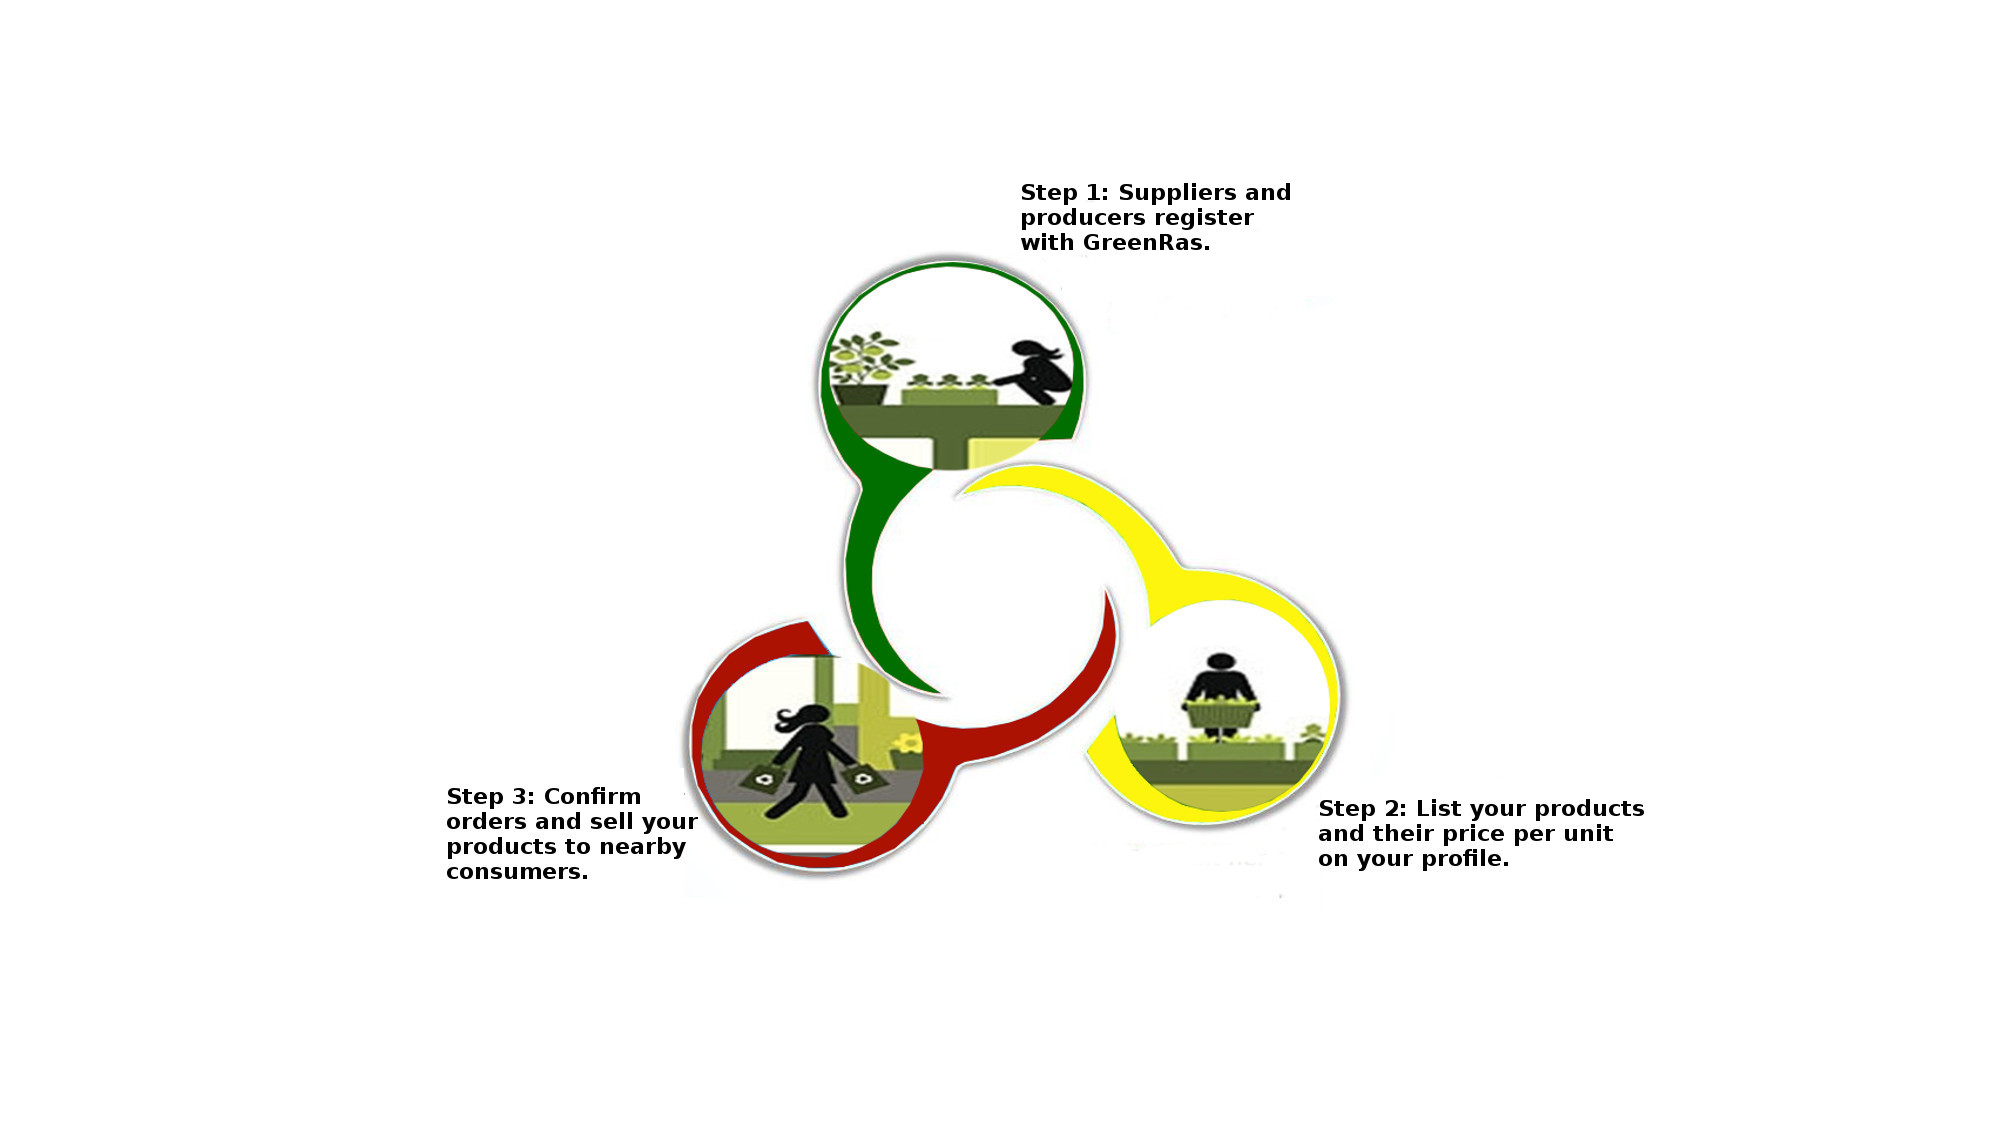 Step 1: Suppliers and
producers register
with GreenRas.
Step 2: List your products
and their price per unit
on your profile.
Step 3: Confirm
orders and sell your
products to nearby
consumers.